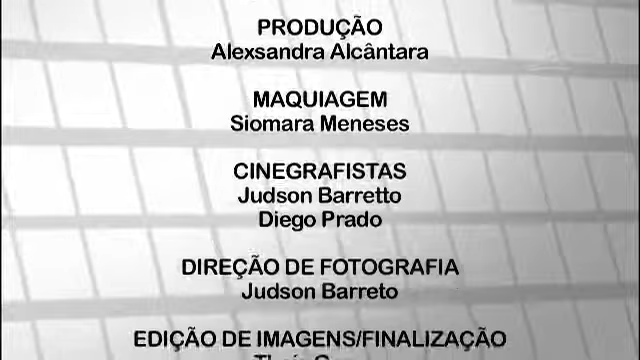 PRODUÇÃO
Alexsandra Alcântara
MAQUIAGEM
Siomara Meneses
CINEGRAFISTAS
Judson Barretto
Diego Prado
DIREÇÃO DE FOTOGRAFIA
Judson Barreto
EDIÇÃO DE IMAGENS/FINALIZAÇÃO